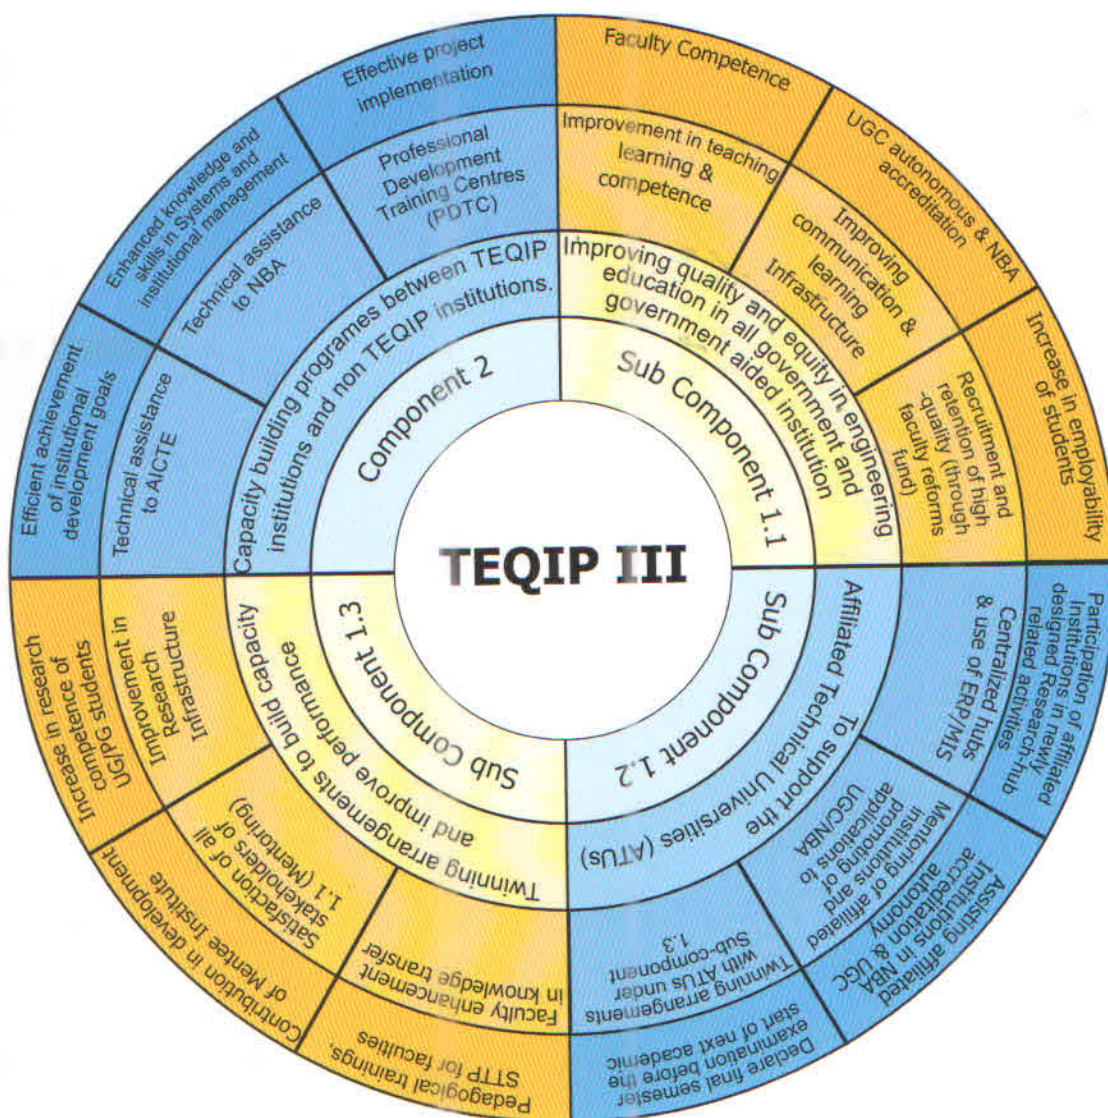 TEQIP III
Sub Component 1.1
Improving quality and equity in engineering
education in all government and
government aided institution
Improvement in teaching
learning &
competence
Faculty Competence
Improving
communication &
learning
Infrastructure
UGC autonomous & NBA
accreditation
Recruitment and
retention of high
-quality (through
faculty reforms
fund)
Increase in employability
of students
Sub Component 1.2
To support the
Affiliated Technical Universities (ATUs)
Centralized hubs
& use of ERP/MIS
Participation of affiliated
Institutions in newly
designed Research-hub
related activities
Mentoring of affiliated
institutions and
promoting of
applications to
UGC/NBA
Assisting affiliated
Institutions in NBA
accreditation & UGC
autonomy
Twinning arrangements
with ATUs under
Sub-component
1.3
Declare final semester
examination before the
start of next academic
Sub Component 1.3
Twinning arrangements to build capacity
and improve performance
Faculty enhancement
in knowledge transfer
Pedagogical trainings,
STTP for faculties
Satisfaction of all
stakeholders of
1.1 (Mentoring)
Contribution in development
of Mentee Institute
Improvement in
Research
Infrastructure
Increase in research
competence of
UG/PG students
Component 2
Capacity building programes between TEQIP
institutions and non TEQIP institutions.
Technical assistance
to AICTE
Efficient achievement
of institutional
development goals
Technical assistance
to NBA
Enhanced knowledge and
skills in Systems and
institutional management
Professional
Development
Training Centres
(PDTC)
Effective project
implementation